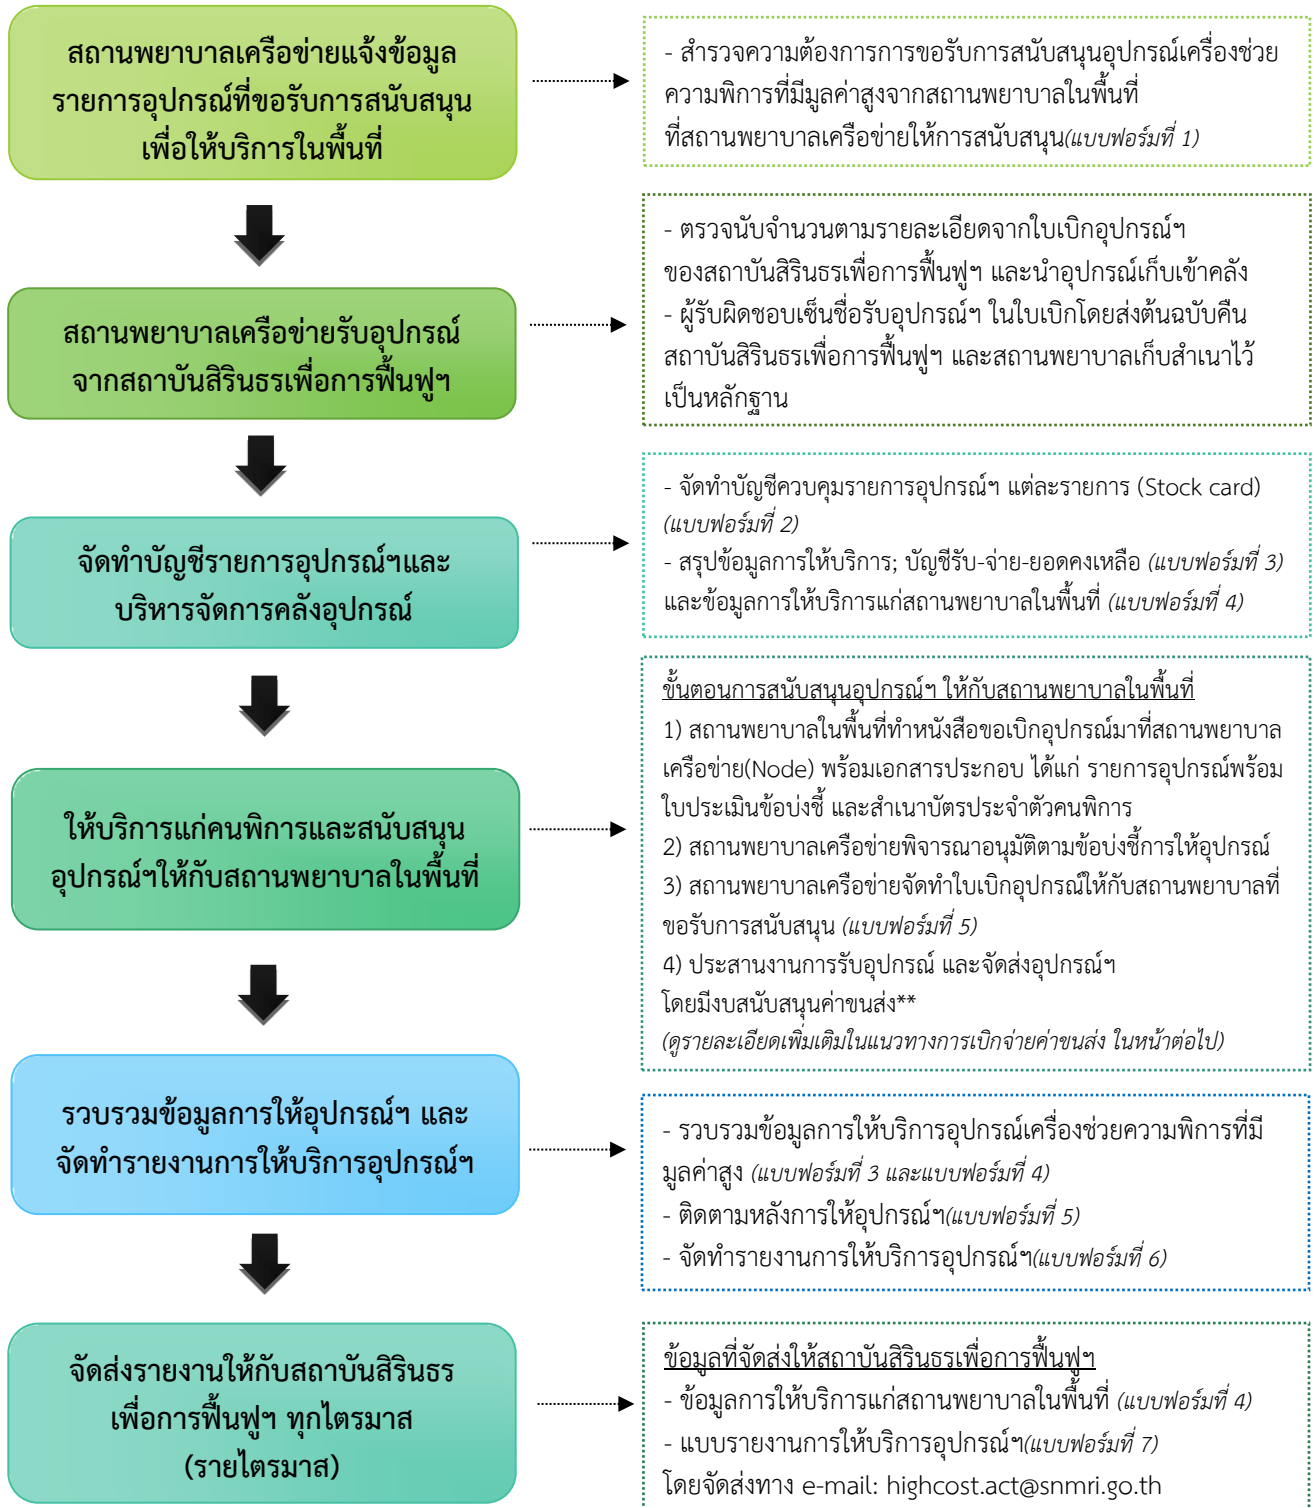 สถานพยาบาลเครือข่ายแจ้งข้อมูล
รายการอุปกรณ์ที่ขอรับการสนับสนุน
เพื่อให้บริการในพื้นที่
- สำรวจความต้องการการขอรับการสนับสนุนอุปกรณ์เครื่องช่วย
ความพิการที่มีมูลค่าสูงจากสถานพยาบาลในพื้นที่
ที่สถานพยาบาลเครือข่ายให้การสนับสนุน(แบบฟอร์มที่ 1)
สถานพยาบาลเครือข่ายรับอุปกรณ์
จากสถาบันสิรินธรเพื่อการฟื้นฟูฯ
- ตรวจนับจำนวนตามรายละเอียดจากใบเบิกอุปกรณ์ฯ
ของสถาบันสิรินธรเพื่อการฟื้นฟูฯ และนำอุปกรณ์เก็บเข้าคลัง
- ผู้รับผิดชอบเซ็นชื่อรับอุปกรณ์ฯ ในใบเบิกโดยส่งต้นฉบับคืน
สถาบันสิรินธรเพื่อการฟื้นฟูฯ และสถานพยาบาลเก็บสำเนาไว้
เป็นหลักฐาน
จัดทำบัญชีรายการอุปกรณ์ฯและ
บริหารจัดการคลังอุปกรณ์
- จัดทำบัญชีควบคุมรายการอุปกรณ์ฯ แต่ละรายการ (Stock card)
(แบบฟอร์มที่ 2)
- สรุปข้อมูลการให้บริการ; บัญชีรับ-จ่าย-ยอดคงเหลือ (แบบฟอร์มที่ 3)
และข้อมูลการให้บริการแก่สถานพยาบาลในพื้นที่ (แบบฟอร์มที่ 4)
ให้บริการแก่คนพิการและสนับสนุน
อุปกรณ์ฯให้กับสถานพยาบาลในพื้นที่
ขั้นตอนการสนับสนุนอุปกรณ์ฯ ให้กับสถานพยาบาลในพื้นที่
1) สถานพยาบาลในพื้นที่ทำหนังสือขอเบิกอุปกรณ์มาที่สถานพยาบาล
เครือข่าย(Node) พร้อมเอกสารประกอบ ได้แก่ รายการอุปกรณ์พร้อม
ใบประเมินข้อบ่งชี้ และสำเนาบัตรประจำตัวคนพิการ
2) สถานพยาบาลเครือข่ายพิจารณาอนุมัติตามข้อบ่งชี้การให้อุปกรณ์
3) สถานพยาบาลเครือข่ายจัดทำใบเบิกอุปกรณ์ให้กับสถานพยาบาลที่
ขอรับการสนับสนุน (แบบฟอร์มที่ 5)
4) ประสานงานการรับอุปกรณ์ และจัดส่งอุปกรณ์ฯ
โดยมีงบสนับสนุนค่าขนส่ง**
(ดูรายละเอียดเพิ่มเติมในแนวทางการเบิกจ่ายค่าขนส่ง ในหน้าต่อไป)
รวบรวมข้อมูลการให้อุปกรณ์ฯ และ
จัดทำรายงานการให้บริการอุปกรณ์ฯ
- รวบรวมข้อมูลการให้บริการอุปกรณ์เครื่องช่วยความพิการที่มี
มูลค่าสูง (แบบฟอร์มที่ 3 และแบบฟอร์มที่ 4)
- ติดตามหลังการให้อุปกรณ์ฯ(แบบฟอร์มที่ 5)
- จัดทำรายงานการให้บริการอุปกรณ์ฯ(แบบฟอร์มที่ 6)
จัดส่งรายงานให้กับสถาบันสิรินธร
เพื่อการฟื้นฟูฯ ทุกไตรมาส
(รายไตรมาส)
ข้อมูลที่จัดส่งให้สถาบันสิรินธรเพื่อการฟื้นฟูฯ
- ข้อมูลการให้บริการแก่สถานพยาบาลในพื้นที่ (แบบฟอร์มที่ 4)
- แบบรายงานการให้บริการอุปกรณ์ฯ(แบบฟอร์มที่ 7)
โดยจัดส่งทาง e-mail: highcost.act@snmri.go.th